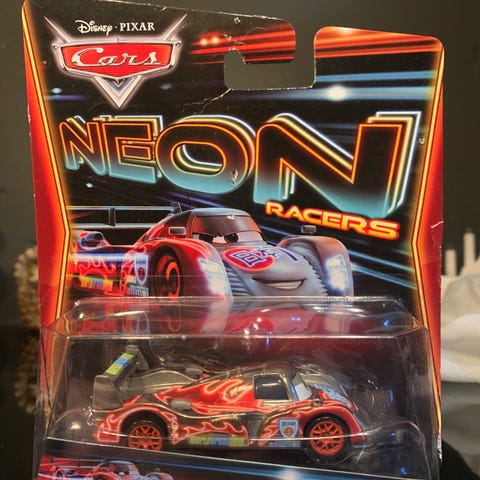 Disney · PIXAR
Cars
NEON
RACERS